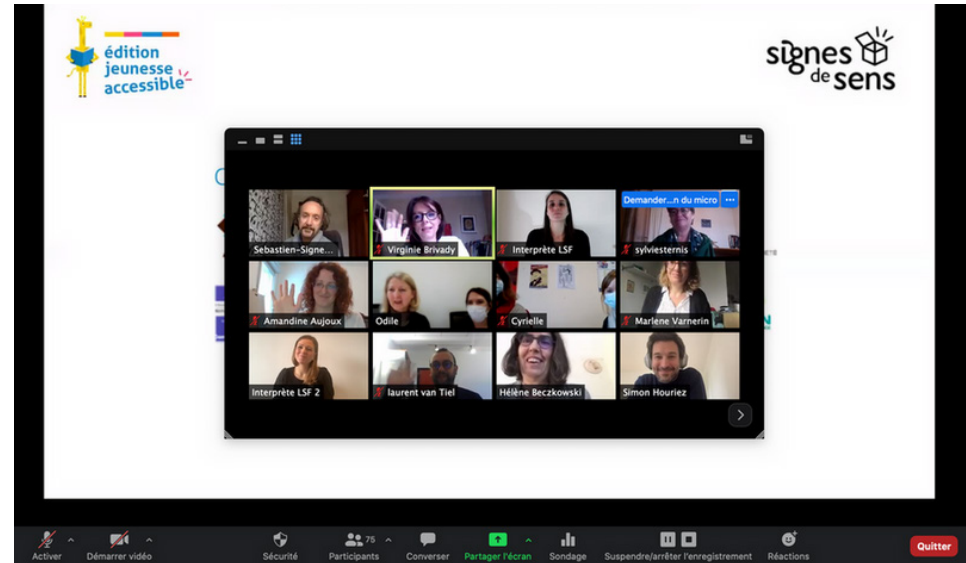 édition
jeunesse
accessible
signes
de sens
Demander...n du micro
Sebastien-Signe...
Virginie Brivady
Interprète LSF
sylviesternis
Amandine Aujoux
Odile
Cyrielle
Marlene Varnerin
Interprète LSF 2
laurent van Tiel
Hélène Beczkowski
Simon Houriez
75
Activer
Démarrer vidéo
Sécurité
Participants
Converser
Partager l'écran
Sondage
Suspendre/arrêter l'enregistrement
Réactions
Quitter